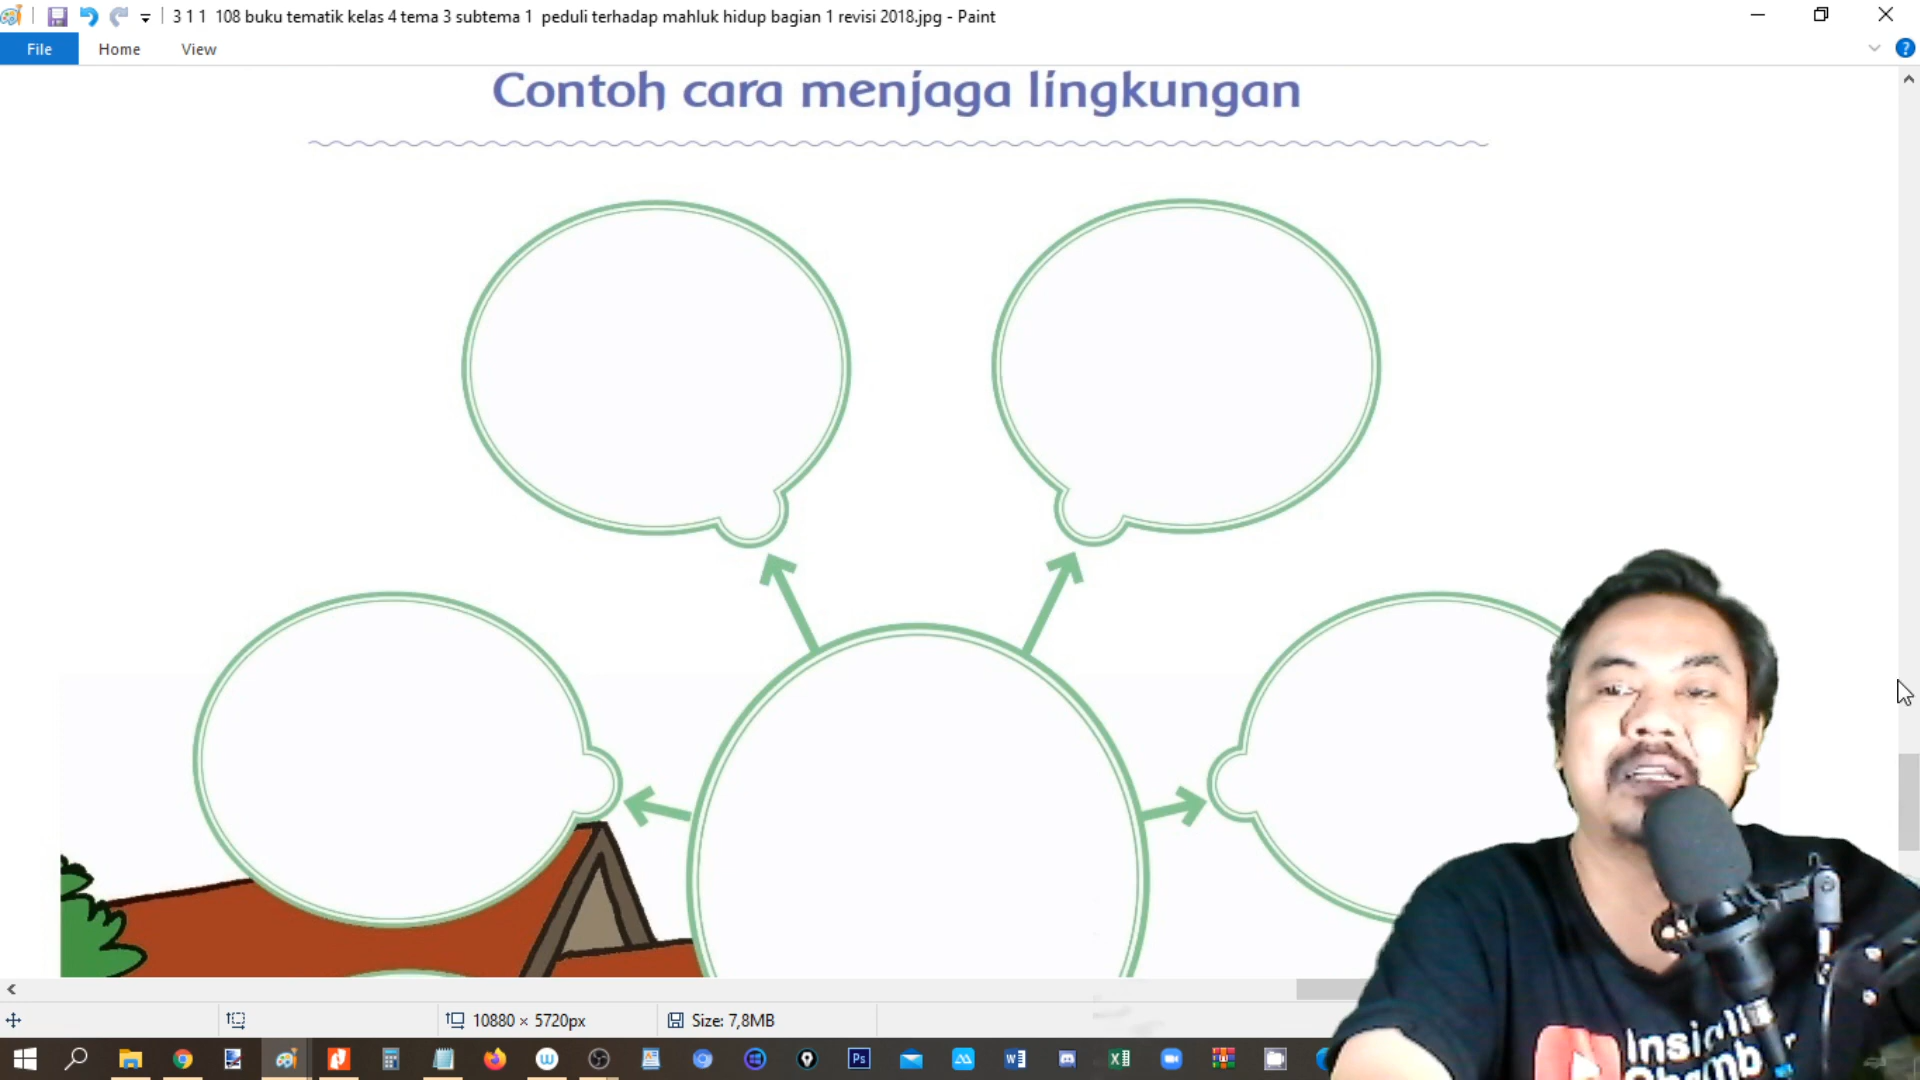 3 1 1  108 buku tematik kelas 4 tema 3 subtema 1  peduli terhadap mahluk hidup bagian 1 revisi 2018.jpg - Paint
File Home View
Contoh cara menjaga lingkungan
10880 × 5720px Size: 7,8MB
Ps